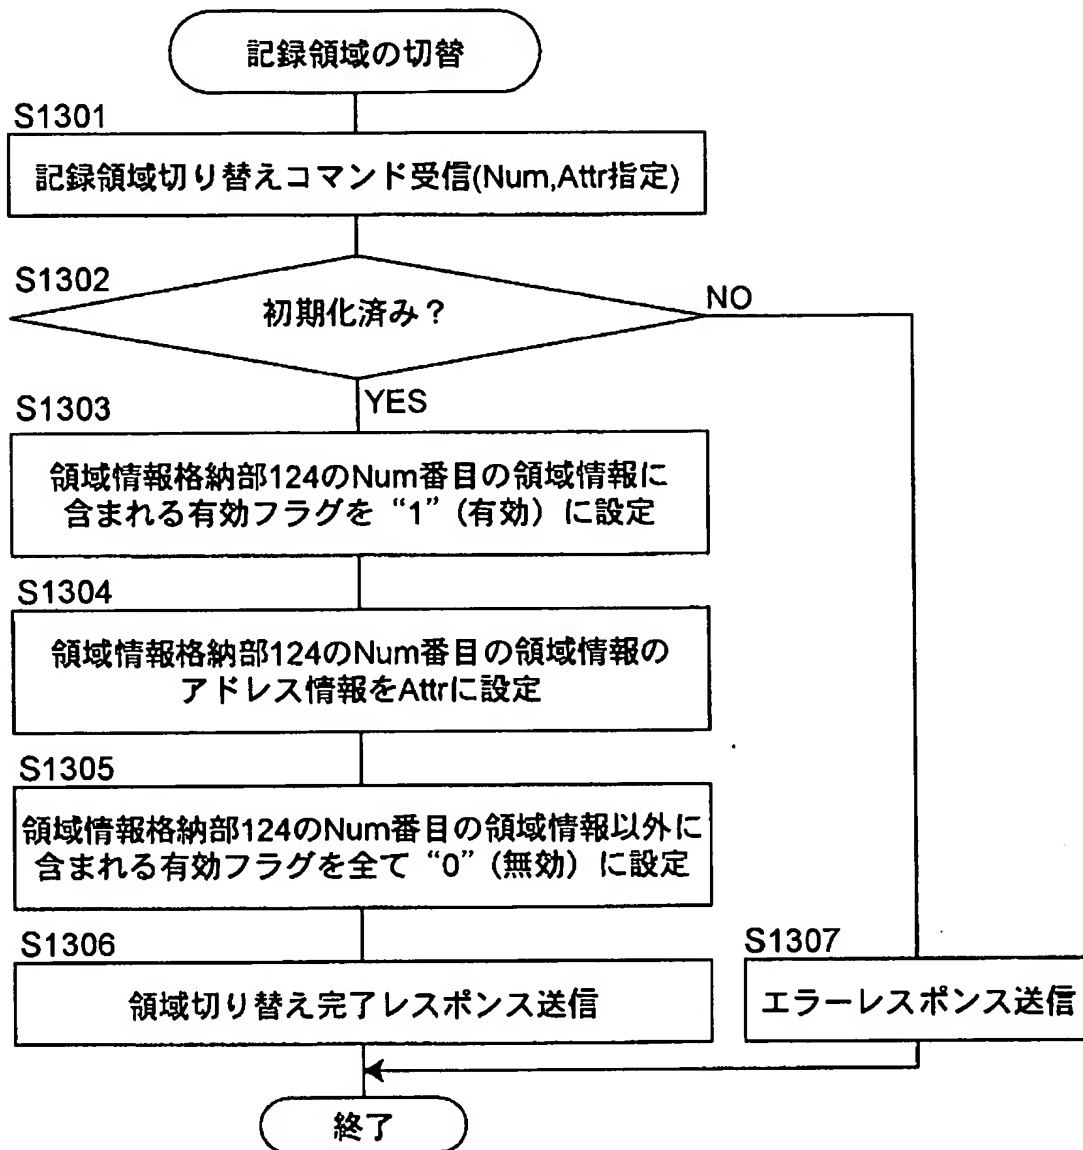 記録領域の切替
S1301
記録領域切り替えコマンド受信(Num,Attr指定)
S1302
初期化済み？
NO
YES
S1303
領域情報格納部124のNum番目の領域情報に
含まれる有効フラグを“1”（有効）に設定
S1304
領域情報格納部124のNum番目の領域情報の
アドレス情報をAttrに設定
S1305
領域情報格納部124のNum番目の領域情報以外に
含まれる有効フラグを全て“0”（無効）に設定
S1306
領域切り替え完了レスポンス送信
S1307
エラーレスポンス送信
終了